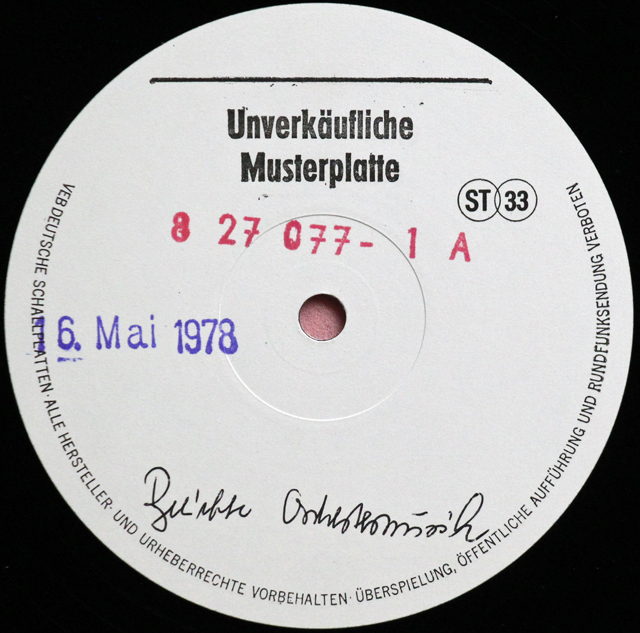 Unverkäufliche
Musterplatte
ST 33
8 27 077- 1 A
16. Mai 1978
Beliebte Orchestermusik
VEB DEUTSCHE SCHALLPLATTEN · ALLE HERSTELLER- UND URHEBERRECHTE VORBEHALTEN · ÜBERSPIELUNG, ÖFFENTLICHE AUFFÜHRUNG UND RUNDFUNKSENDUNG VERBOTEN